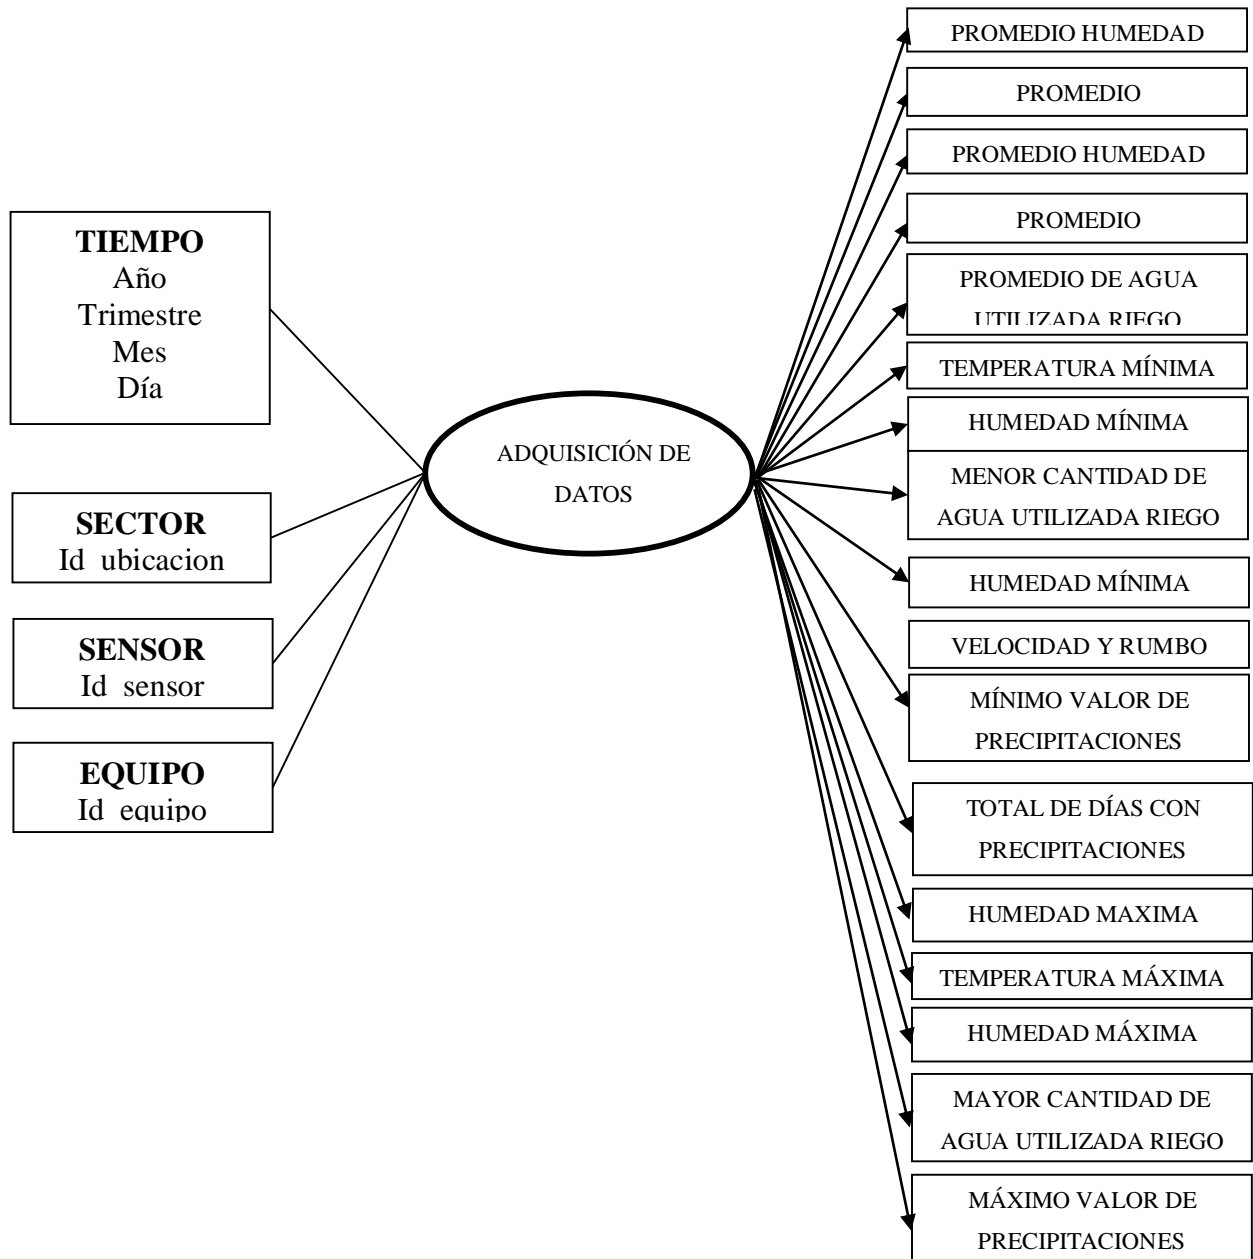 TIEMPO
Año
Trimestre
Mes
Día
SECTOR
Id ubicacion
SENSOR
Id sensor
EQUIPO
Id equipo
ADQUISICIÓN DE
DATOS
PROMEDIO HUMEDAD
PROMEDIO
PROMEDIO HUMEDAD
PROMEDIO
PROMEDIO DE AGUA
UTILIZADA RIEGO
TEMPERATURA MÍNIMA
HUMEDAD MÍNIMA
MENOR CANTIDAD DE
AGUA UTILIZADA RIEGO
HUMEDAD MÍNIMA
VELOCIDAD Y RUMBO
MÍNIMO VALOR DE
PRECIPITACIONES
TOTAL DE DÍAS CON
PRECIPITACIONES
HUMEDAD MAXIMA
TEMPERATURA MÁXIMA
HUMEDAD MÁXIMA
MAYOR CANTIDAD DE
AGUA UTILIZADA RIEGO
MÁXIMO VALOR DE
PRECIPITACIONES